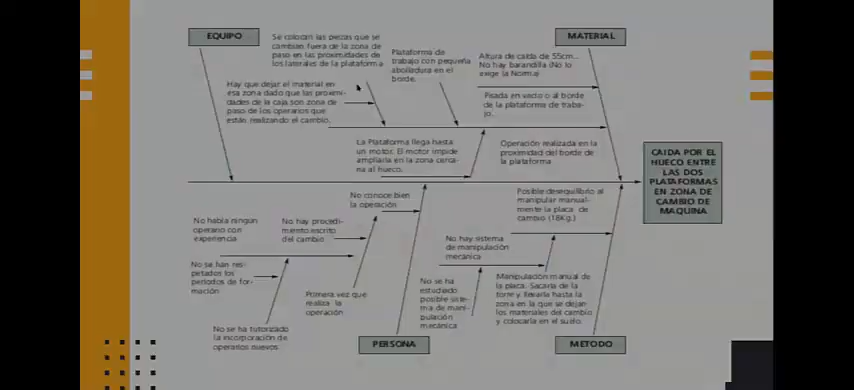 EQUIPO
Se colocan las piezas que se
cambian fuera de la zona de
paso en las proximidades de
los laterales de la plataforma
Plataforma de
trabajo con pequeña
abolladura en el
borde.
MATERIAL
Altura de caída de 55cm..
No hay barandilla (No lo
exige la Norma)
Hay que dejar el material en
esa zona dado que las proximi-
dades de la caja son zona de
paso de los operarios que
están realizando el cambio.
Pisada en vacío o al borde
de la plataforma de traba-
jo.
La Plataforma llega hasta
un motor. El motor impide
ampliarla en la zona cerca-
na al hueco.
Operación realizada en la
proximidad del borde de
la plataforma
CAIDA POR EL
HUECO ENTRE
LAS DOS
PLATAFORMAS
EN ZONA DE
CAMBIO DE
MAQUINA
No conoce bien
la operación
Posible desequilibrio al
manipular manual-
mente la placa de
cambio (18Kg.)
No había ningún
operario con
experiencia
No hay procedi-
miento escrito
del cambio
No hay sistema
de manipulación
mecánica
No se han res-
petados los
períodos de for-
mación
Primera vez que
realiza la
operación
No se ha
estudiado
posible siste-
ma de mani-
pulación
mecánica
Manipulación manual de
la placa. Sacarla de la
torre y llevarla hasta la
zona en la que se dejan
los materiales del cambio
y colocarla en el suelo.
No se ha tutorizado
la incorporación de
operarios nuevos
PERSONA
METODO